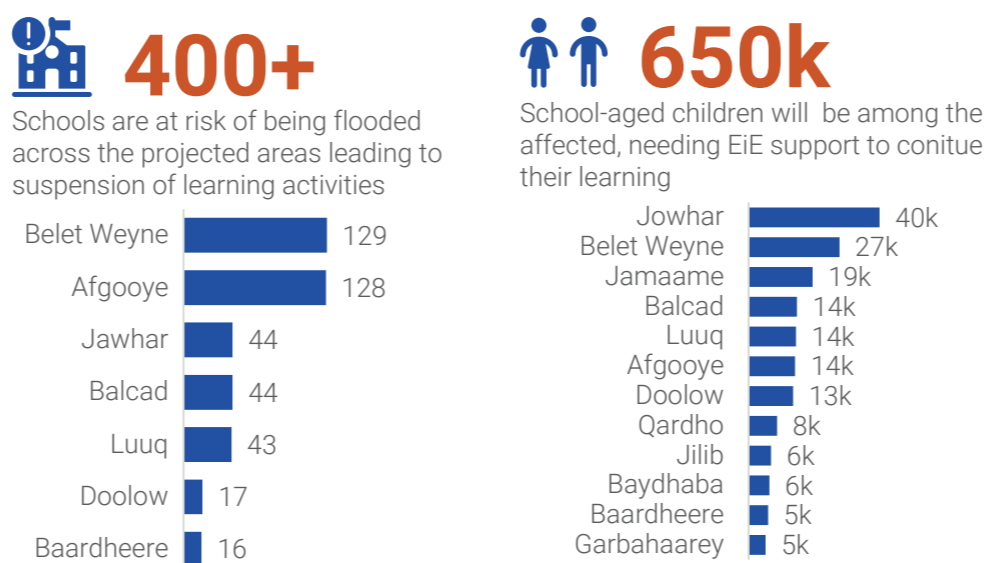 400+
Schools are at risk of being flooded
across the projected areas leading to
suspension of learning activities
Belet Weyne 129
Afgooye 128
Jawhar 44
Balcad 44
Luuq 43
Doolow 17
Baardheere 16
650k
School-aged children will be among the
affected, needing EiE support to conitue
their learning
Jowhar 40k
Belet Weyne 27k
Jamaame 19k
Balcad 14k
Luuq 14k
Afgooye 14k
Doolow 13k
Qardho 8k
Jilib 6k
Baydhaba 6k
Baardheere 5k
Garbahaarey 5k